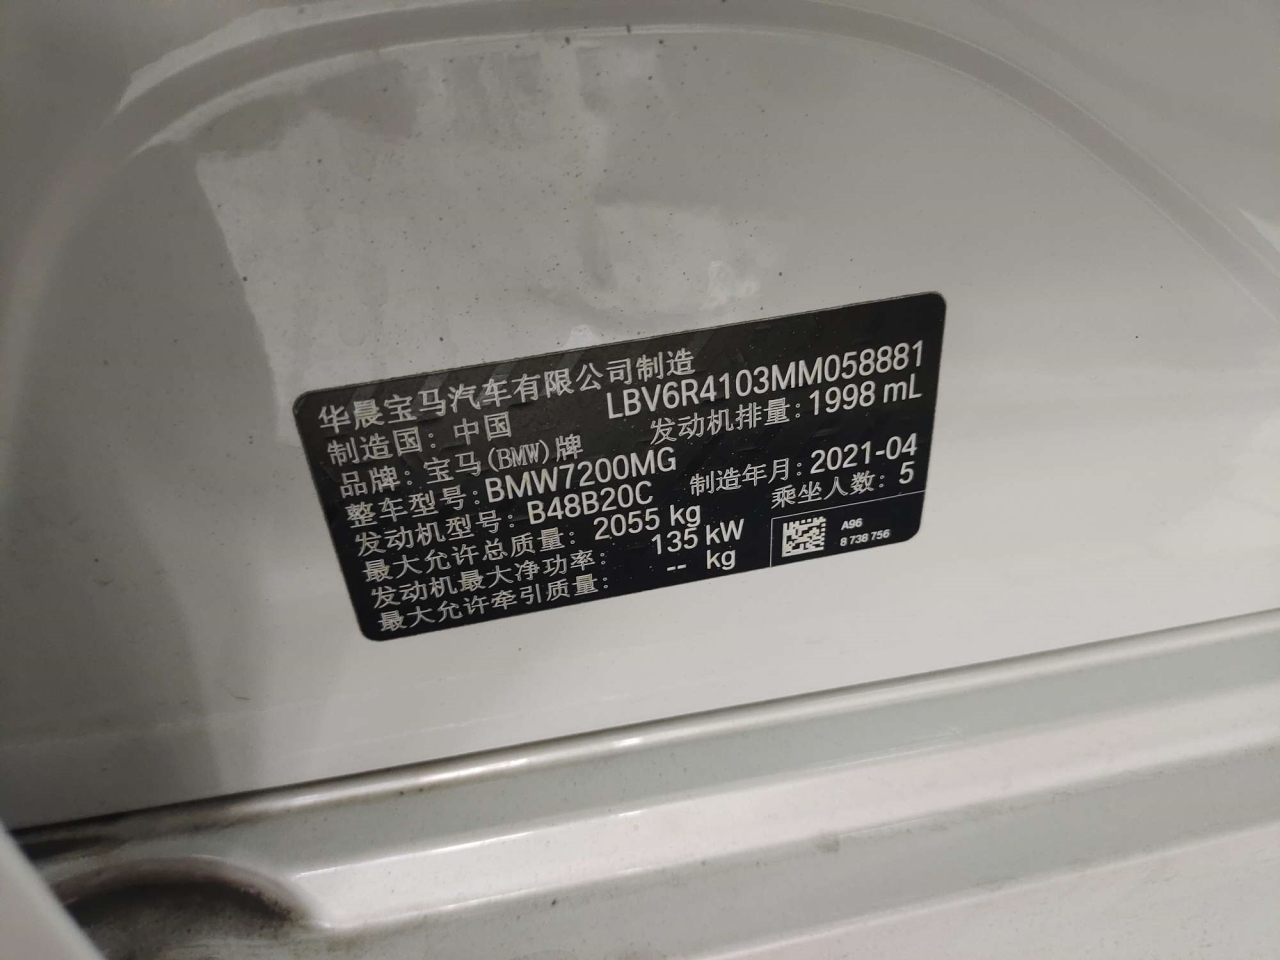 华晨宝马汽车有限公司制造
制造国：中国 LBV6R4103MM058881
品牌：宝马(BMW)牌 发动机排量：1998 mL
整车型号：BMW7200MG
发动机型号：B48B20C 制造年月：2021-04
最大允许总质量：2055 kg 乘坐人数：5
发动机最大净功率：135 kW
最大允许牵引质量：-- kg
A96
8 738 756